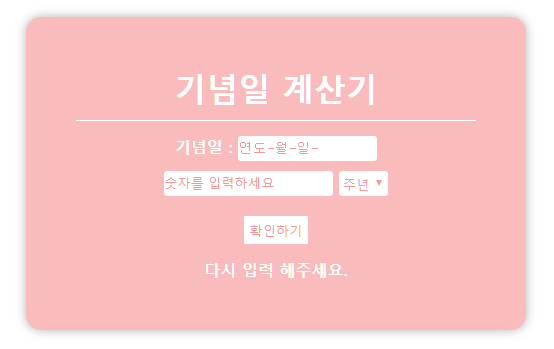 기념일 계산기
기념일 : 연도-월-일-
숫자를 입력하세요 주년 ▼
확인하기
다시 입력 해주세요.